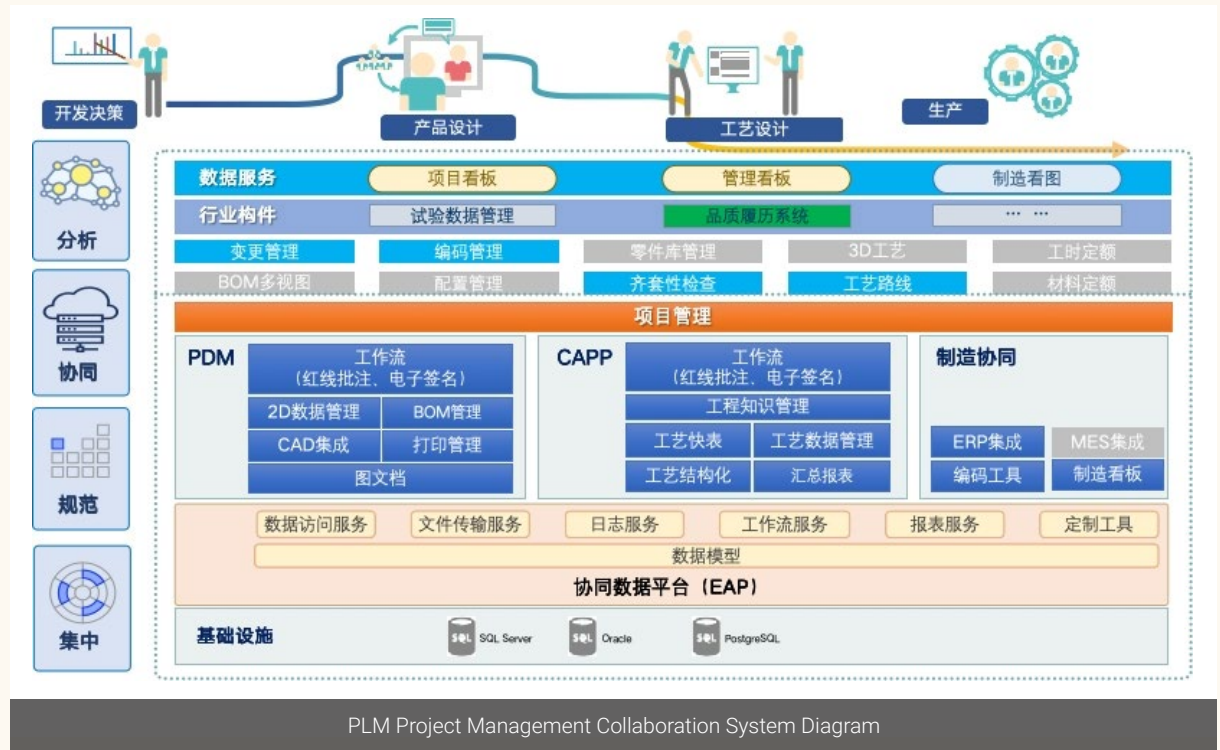 开发决策
产品设计
工艺设计
生产
分析
协同
规范
集中
数据服务 项目看板 管理看板 制造看图
行业构件 试验数据管理 品质履历系统 … …
变更管理 编码管理 零件库管理 3D工艺 工时定额
BOM多视图 配置管理 齐套性检查 工艺路线 材料定额
项目管理
PDM
工作流
(红线批注、电子签名)
2D数据管理 BOM管理
CAD集成 打印管理
图文档
CAPP
工作流
(红线批注、电子签名)
工程知识管理
工艺快表 工艺数据管理
工艺结构化 汇总报表
制造协同
ERP集成 MES集成
编码工具 制造看板
数据访问服务 文件传输服务 日志服务 工作流服务 报表服务 定制工具
数据模型
协同数据平台（EAP）
基础设施 SQL SQL Server SQL Oracle SQL PostgreSQL
PLM Project Management Collaboration System Diagram